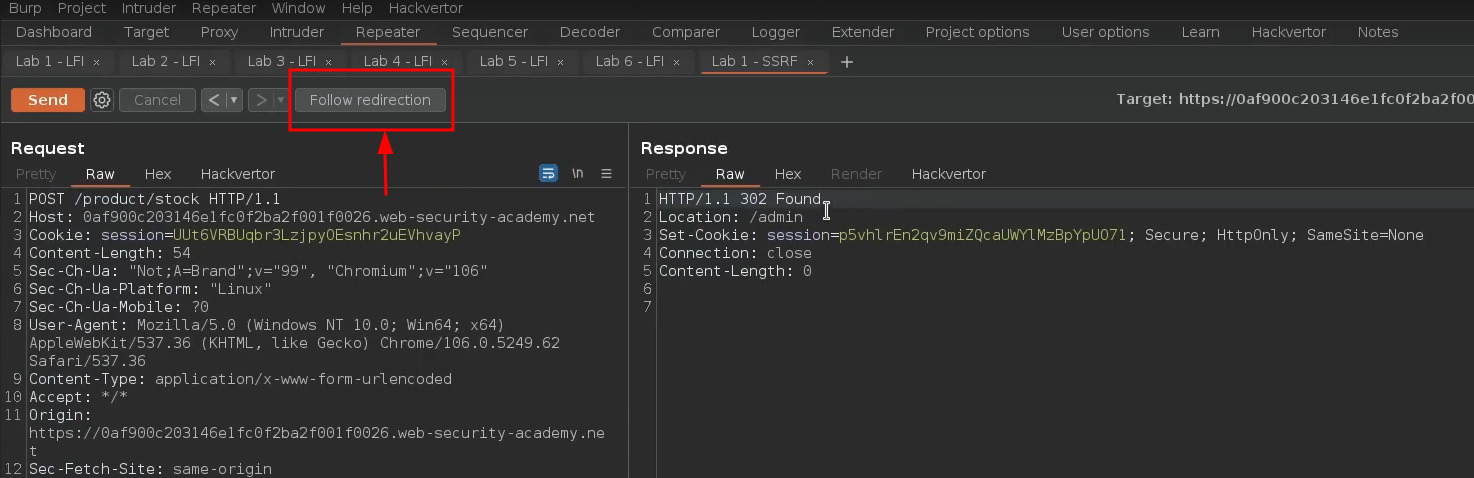 Burp Project Intruder Repeater Window Help Hackvertor
Dashboard Target Proxy Intruder Repeater Sequencer Decoder Comparer Logger Extender Project options User options Learn Hackvertor Notes
Lab 1 - LFI × Lab 2 - LFI × Lab 3 - LFI × Lab 4 - LFI × Lab 5 - LFI × Lab 6 - LFI × Lab 1 - SSRF × +
Send Cancel < ▼ > ▼ Follow redirection Target: https://0af900c203146e1fc0f2ba2f00
Request
Pretty Raw Hex Hackvertor \n ≡
1 POST /product/stock HTTP/1.1
2 Host: 0af900c203146e1fc0f2ba2f001f0026.web-security-academy.net
3 Cookie: session=UUt6VRBUqbr3LzjpyOEsnhr2uEVhvayP
4 Content-Length: 54
5 Sec-Ch-Ua: "Not;A=Brand";v="99", "Chromium";v="106"
6 Sec-Ch-Ua-Platform: "Linux"
7 Sec-Ch-Ua-Mobile: ?0
8 User-Agent: Mozilla/5.0 (Windows NT 10.0; Win64; x64)
AppleWebKit/537.36 (KHTML, like Gecko) Chrome/106.0.5249.62
Safari/537.36
9 Content-Type: application/x-www-form-urlencoded
10 Accept: */*
11 Origin:
https://0af900c203146e1fc0f2ba2f001f0026.web-security-academy.ne
t
12 Sec-Fetch-Site: same-origin
Response
Pretty Raw Hex Render Hackvertor
1 HTTP/1.1 302 Found
2 Location: /admin
3 Set-Cookie: session=p5vhlrEn2qv9miZQcaUWYlMzBpYpUO71; Secure; HttpOnly; SameSite=None
4 Connection: close
5 Content-Length: 0
6
7